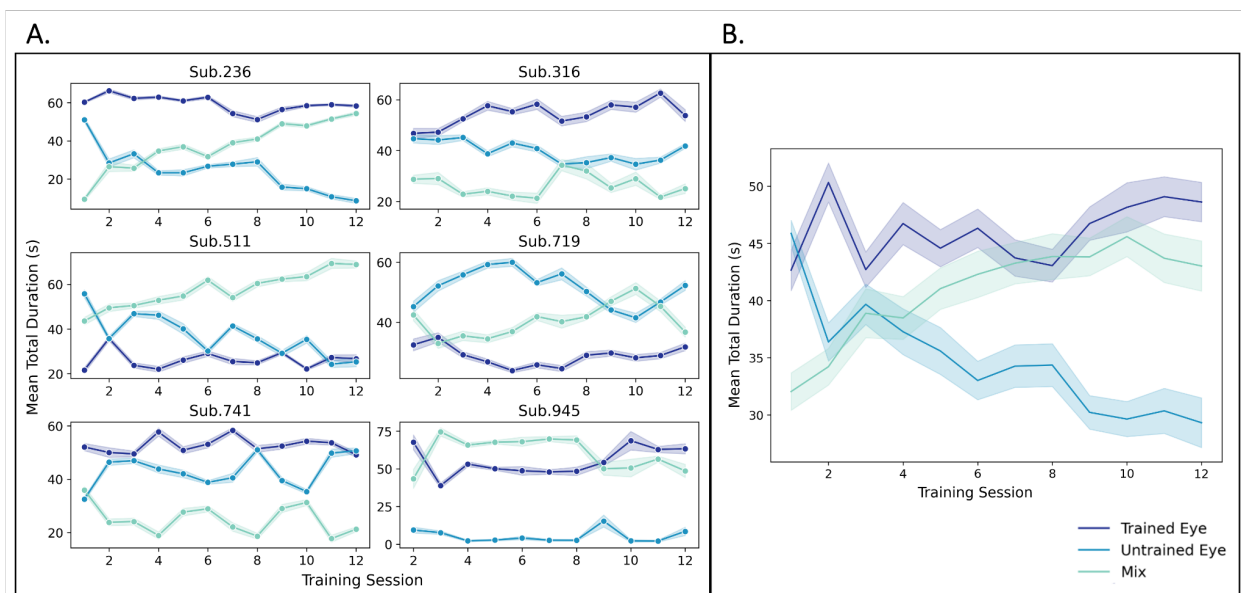 A.
B.
Sub.236
Sub.316
60
40
20
2 4 6 8 10 12
60
40
20
2 4 6 8 10 12
Sub.511
Sub.719
60
40
20
2 4 6 8 10 12
60
40
2 4 6 8 10 12
Sub.741
Sub.945
60
40
20
2 4 6 8 10 12
75
50
25
0
2 4 6 8 10 12
Mean Total Duration (s)
Training Session
50
45
40
35
30
2 4 6 8 10 12
Mean Total Duration (s)
Training Session
Trained Eye
Untrained Eye
Mix